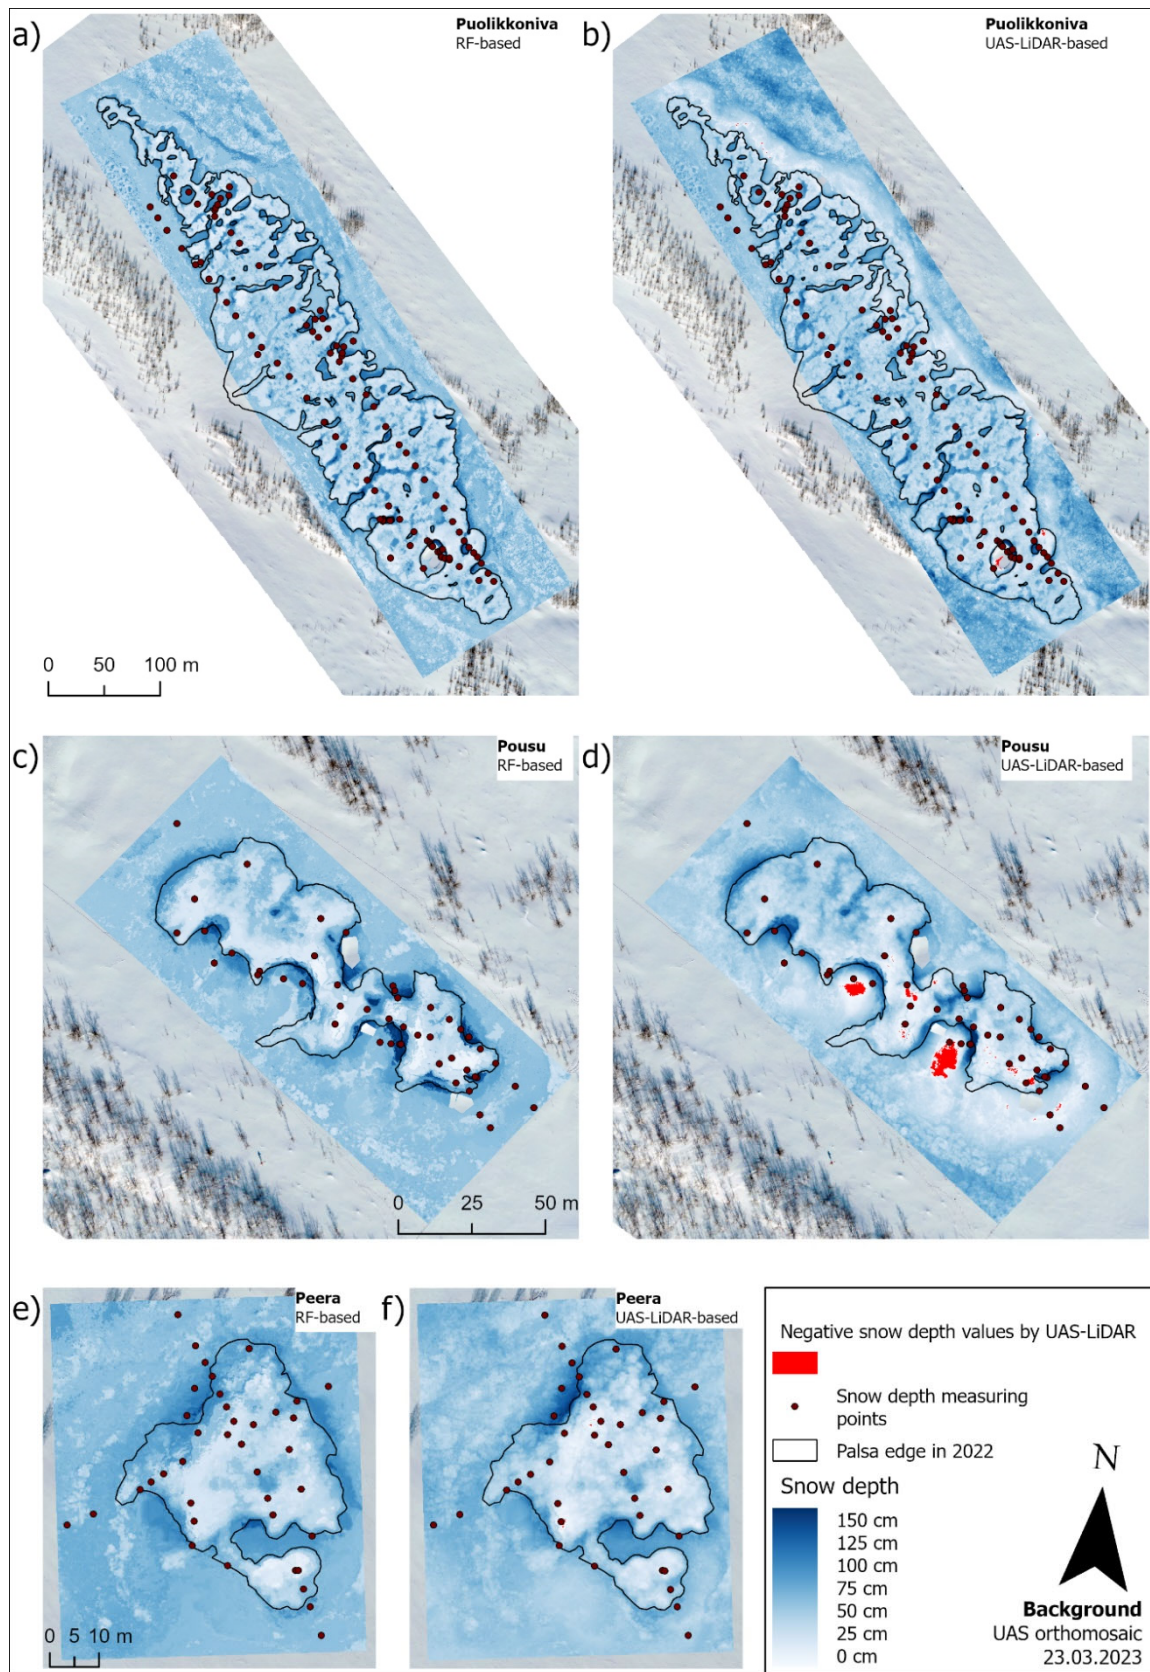 a)
Puolikkoniva
RF-based
b)
Puolikkoniva
UAS-LiDAR-based
0 50 100 m
c)
Pousu
RF-based
d)
Pousu
UAS-LiDAR-based
0 25 50 m
e)
Peera
RF-based
f)
Peera
UAS-LiDAR-based
0 5 10 m
Negative snow depth values by UAS-LiDAR
Snow depth measuring
points
Palsa edge in 2022
Snow depth
150 cm
125 cm
100 cm
75 cm
50 cm
25 cm
0 cm
N
Background
UAS orthomosaic
23.03.2023